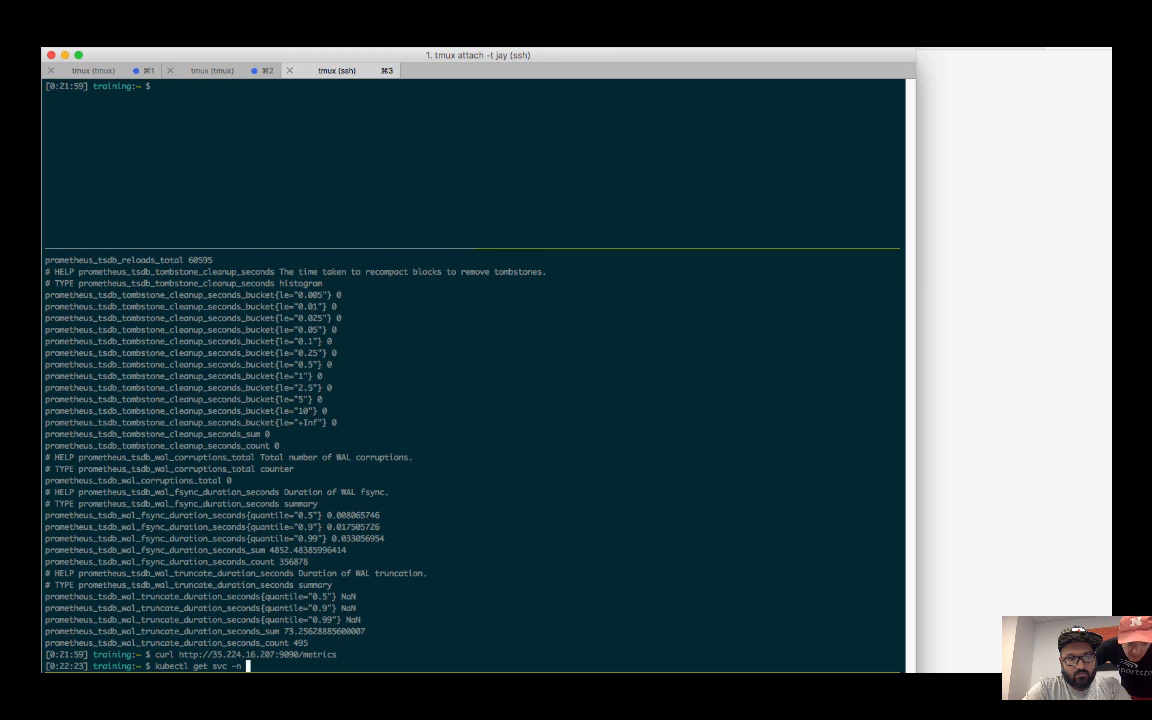 1. tmux attach -t jay (ssh)
tmux (tmux) ⌘1 tmux (tmux) ⌘2 tmux (ssh) ⌘3
[0:21:59] training:~ $
prometheus_tsdb_reloads_total 60595
# HELP prometheus_tsdb_tombstone_cleanup_seconds The time taken to recompact blocks to remove tombstones.
# TYPE prometheus_tsdb_tombstone_cleanup_seconds histogram
prometheus_tsdb_tombstone_cleanup_seconds_bucket{le="0.005"} 0
prometheus_tsdb_tombstone_cleanup_seconds_bucket{le="0.01"} 0
prometheus_tsdb_tombstone_cleanup_seconds_bucket{le="0.025"} 0
prometheus_tsdb_tombstone_cleanup_seconds_bucket{le="0.05"} 0
prometheus_tsdb_tombstone_cleanup_seconds_bucket{le="0.1"} 0
prometheus_tsdb_tombstone_cleanup_seconds_bucket{le="0.25"} 0
prometheus_tsdb_tombstone_cleanup_seconds_bucket{le="0.5"} 0
prometheus_tsdb_tombstone_cleanup_seconds_bucket{le="1"} 0
prometheus_tsdb_tombstone_cleanup_seconds_bucket{le="2.5"} 0
prometheus_tsdb_tombstone_cleanup_seconds_bucket{le="5"} 0
prometheus_tsdb_tombstone_cleanup_seconds_bucket{le="10"} 0
prometheus_tsdb_tombstone_cleanup_seconds_bucket{le="+Inf"} 0
prometheus_tsdb_tombstone_cleanup_seconds_sum 0
prometheus_tsdb_tombstone_cleanup_seconds_count 0
# HELP prometheus_tsdb_wal_corruptions_total Total number of WAL corruptions.
# TYPE prometheus_tsdb_wal_corruptions_total counter
prometheus_tsdb_wal_corruptions_total 0
# HELP prometheus_tsdb_wal_fsync_duration_seconds Duration of WAL fsync.
# TYPE prometheus_tsdb_wal_fsync_duration_seconds summary
prometheus_tsdb_wal_fsync_duration_seconds{quantile="0.5"} 0.008065746
prometheus_tsdb_wal_fsync_duration_seconds{quantile="0.9"} 0.017505726
prometheus_tsdb_wal_fsync_duration_seconds{quantile="0.99"} 0.033056954
prometheus_tsdb_wal_fsync_duration_seconds_sum 4852.48385996414
prometheus_tsdb_wal_fsync_duration_seconds_count 356878
# HELP prometheus_tsdb_wal_truncate_duration_seconds Duration of WAL truncation.
# TYPE prometheus_tsdb_wal_truncate_duration_seconds summary
prometheus_tsdb_wal_truncate_duration_seconds{quantile="0.5"} NaN
prometheus_tsdb_wal_truncate_duration_seconds{quantile="0.9"} NaN
prometheus_tsdb_wal_truncate_duration_seconds{quantile="0.99"} NaN
prometheus_tsdb_wal_truncate_duration_seconds_sum 73.25628885600007
prometheus_tsdb_wal_truncate_duration_seconds_count 495
[0:21:59] training:~ $ curl http://35.224.16.207:9090/metrics
[0:22:23] training:~ $ kubectl get svc -n
N